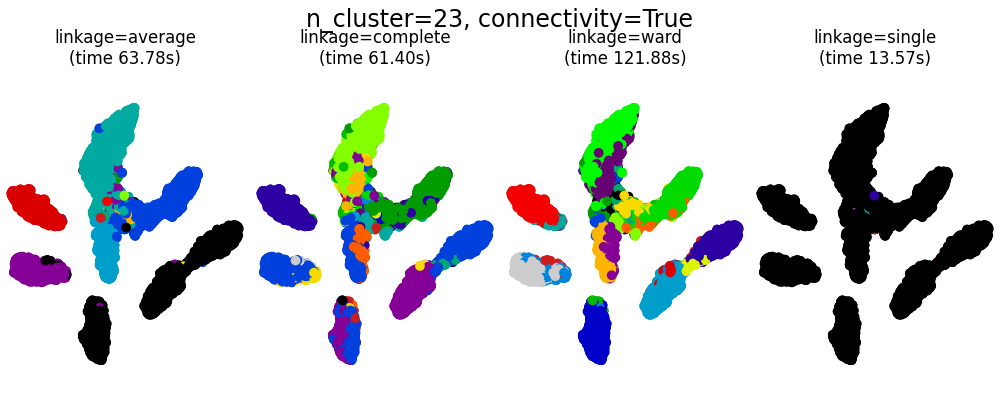 n_cluster=23, connectivity=True
linkage=average
(time 63.78s)
linkage=complete
(time 61.40s)
linkage=ward
(time 121.88s)
linkage=single
(time 13.57s)